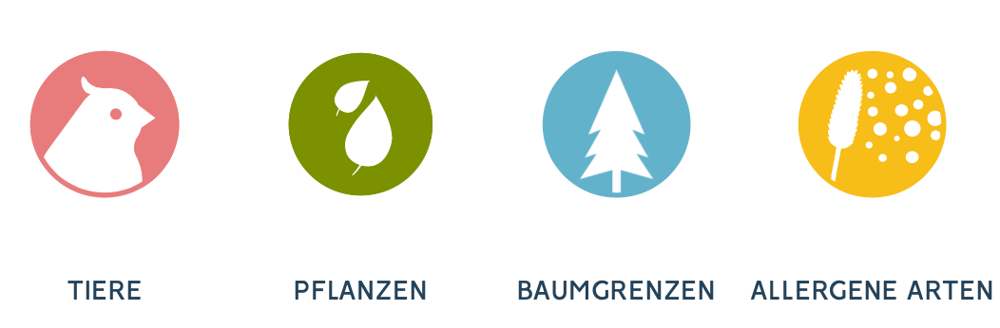 TIERE
PFLANZEN
BAUMGRENZEN
ALLERGENE ARTEN